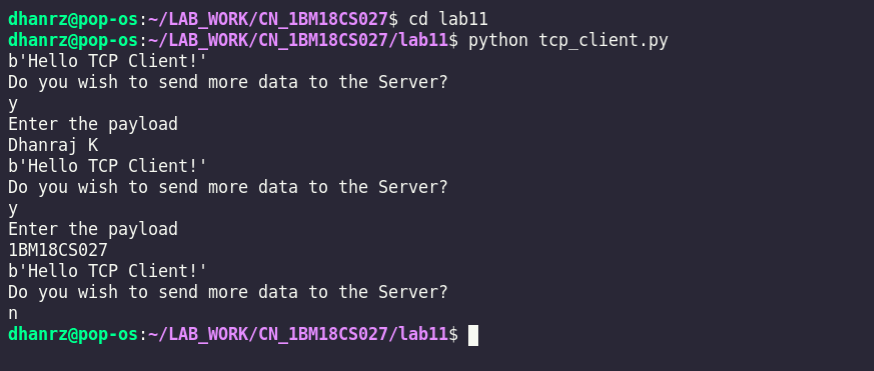 dhanrz@pop-os:~/LAB_WORK/CN_1BM18CS027$ cd lab11
dhanrz@pop-os:~/LAB_WORK/CN_1BM18CS027/lab11$ python tcp_client.py
b'Hello TCP Client!'
Do you wish to send more data to the Server?
y
Enter the payload
Dhanraj K
b'Hello TCP Client!'
Do you wish to send more data to the Server?
y
Enter the payload
1BM18CS027
b'Hello TCP Client!'
Do you wish to send more data to the Server?
n
dhanrz@pop-os:~/LAB_WORK/CN_1BM18CS027/lab11$